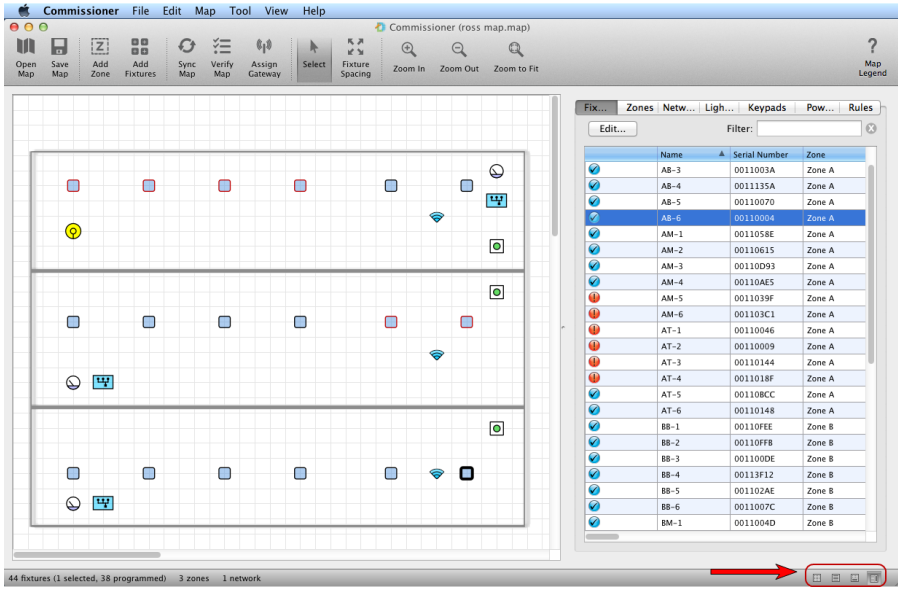 Commissioner File Edit Map Tool View Help
Commissioner (ross map.map)
Open Map Save Map Add Zone Add Fixtures Sync Map Verify Map Assign Gateway Select Fixture Spacing Zoom In Zoom Out Zoom to Fit Map Legend
Fix... Zones Netw... Ligh... Keypads Pow... Rules
Edit... Filter:
Name Serial Number Zone
AB-3 0011003A Zone A
AB-4 0011135A Zone A
AB-5 00110070 Zone A
AB-6 00110004 Zone A
AM-1 0011058E Zone A
AM-2 00110615 Zone A
AM-3 00110D93 Zone A
AM-4 00110AE5 Zone A
AM-5 0011039F Zone A
AM-6 001103C1 Zone A
AT-1 00110046 Zone A
AT-2 00110009 Zone A
AT-3 00110144 Zone A
AT-4 0011018F Zone A
AT-5 00110BCC Zone A
AT-6 00110148 Zone A
BB-1 00110FEE Zone B
BB-2 00110FFB Zone B
BB-3 001100DE Zone B
BB-4 00113F12 Zone B
BB-5 001102AE Zone B
BB-6 0011007C Zone B
BM-1 0011004D Zone B
44 fixtures (1 selected, 38 programmed) 3 zones 1 network